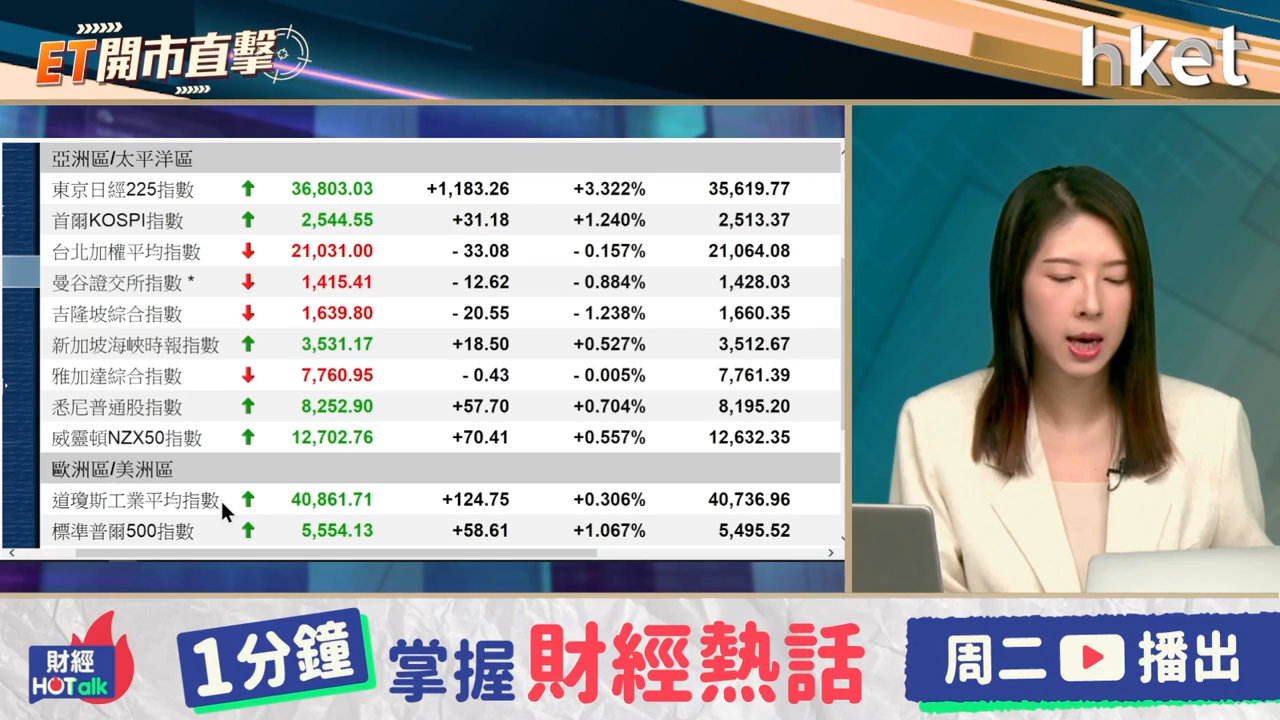 ET開市直擊
hket
亞洲區/太平洋區
東京日經225指數 36,803.03 +1,183.26 +3.322% 35,619.77
首爾KOSPI指數 2,544.55 +31.18 +1.240% 2,513.37
台北加權平均指數 21,031.00 - 33.08 - 0.157% 21,064.08
曼谷證交所指數 * 1,415.41 - 12.62 - 0.884% 1,428.03
吉隆坡綜合指數 1,639.80 - 20.55 - 1.238% 1,660.35
新加坡海峽時報指數 3,531.17 +18.50 +0.527% 3,512.67
雅加達綜合指數 7,760.95 - 0.43 - 0.005% 7,761.39
悉尼普通股指數 8,252.90 +57.70 +0.704% 8,195.20
威靈頓NZX50指數 12,702.76 +70.41 +0.557% 12,632.35
歐洲區/美洲區
道瓊斯工業平均指數 40,861.71 +124.75 +0.306% 40,736.96
標準普爾500指數 5,554.13 +58.61 +1.067% 5,495.52
財經
HOTalk
1分鐘 掌握財經熱話 周二 播出